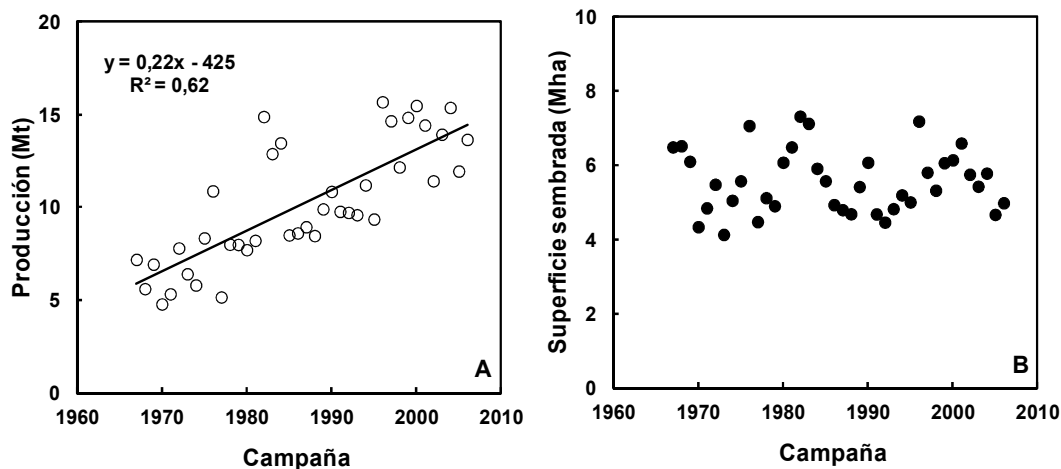 20
15
10
5
0
y = 0,22x - 425
R² = 0,62
A
Producción (Mt)
1960 1970 1980 1990 2000 2010
Campaña
10
8
6
4
2
0
B
Superficie sembrada (Mha)
1960 1970 1980 1990 2000 2010
Campaña